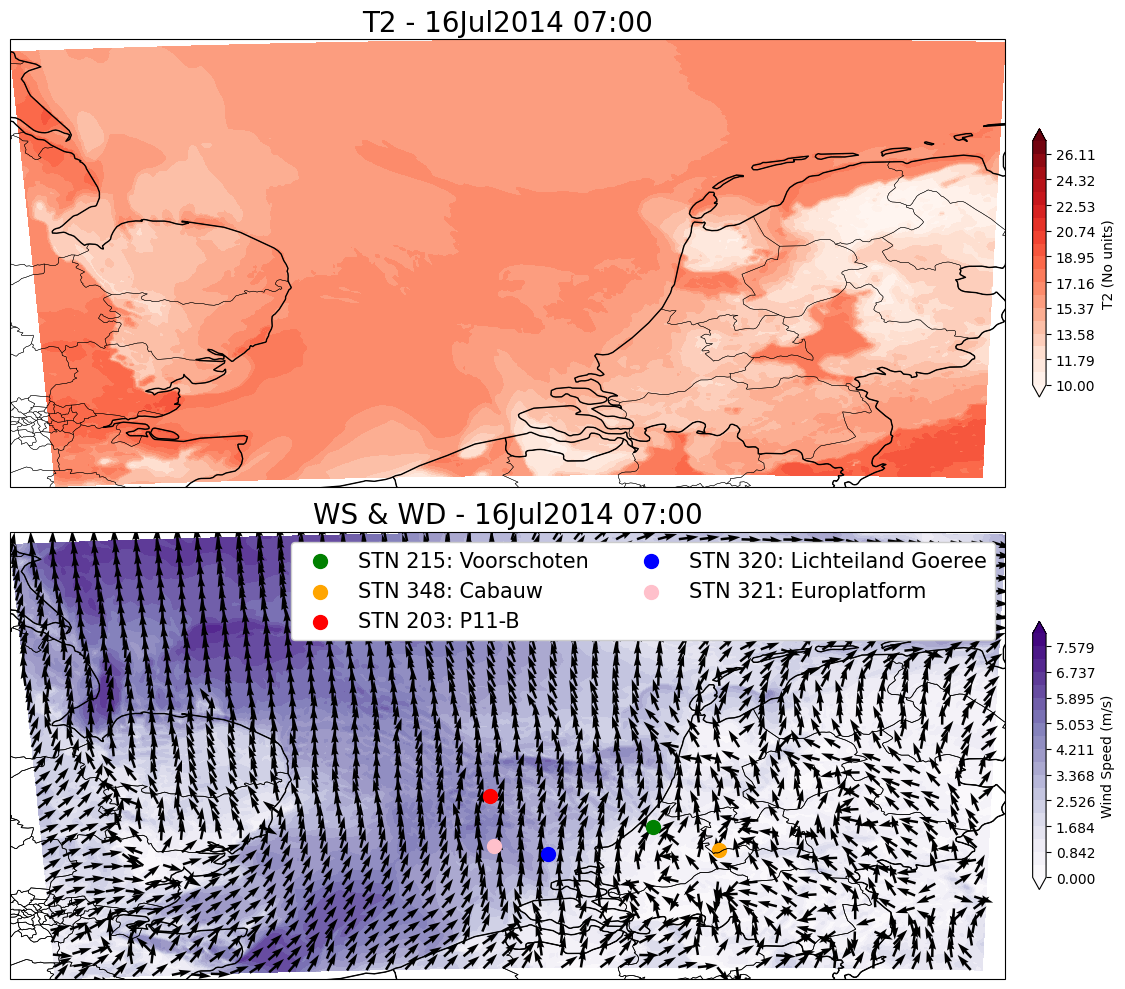 T2 - 16Jul2014 07:00
26.11
24.32
22.53
20.74
18.95
17.16
15.37
13.58
11.79
10.00
T2 (No units)
WS & WD - 16Jul2014 07:00
STN 215: Voorschoten
STN 348: Cabauw
STN 203: P11-B
STN 320: Lichteiland Goeree
STN 321: Europlatform
7.579
6.737
5.895
5.053
4.211
3.368
2.526
1.684
0.842
0.000
Wind Speed (m/s)